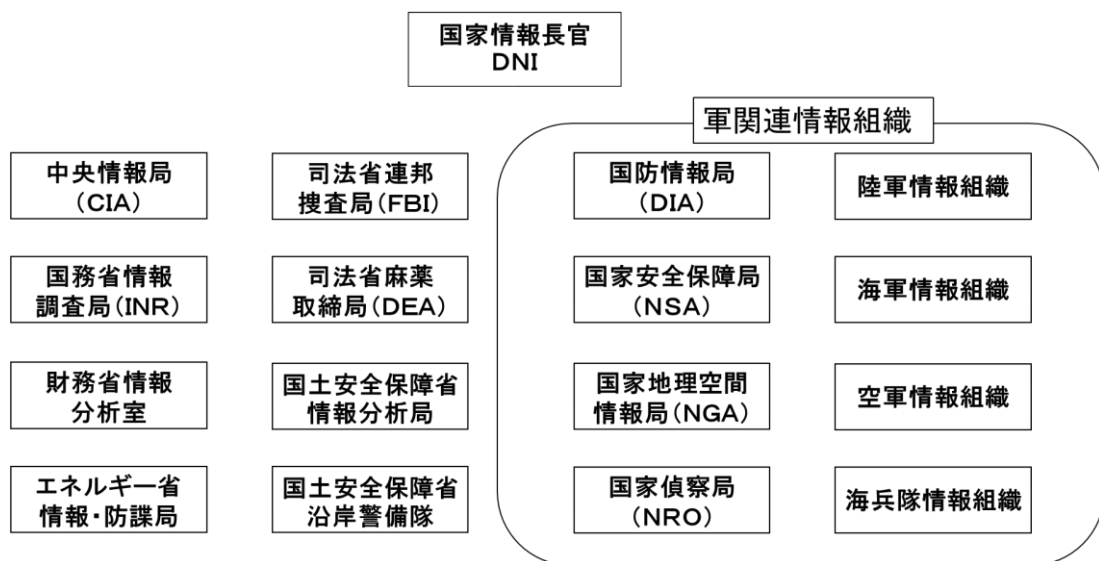 国家情報長官
DNI
軍関連情報組織
中央情報局
(CIA)
司法省連邦
捜査局(FBI)
国防情報局
(DIA)
陸軍情報組織
国務省情報
調査局(INR)
司法省麻薬
取締局(DEA)
国家安全保障局
(NSA)
海軍情報組織
財務省情報
分析室
国土安全保障省
情報分析局
国家地理空間
情報局(NGA)
空軍情報組織
エネルギー省
情報・防諜局
国土安全保障省
沿岸警備隊
国家偵察局
(NRO)
海兵隊情報組織